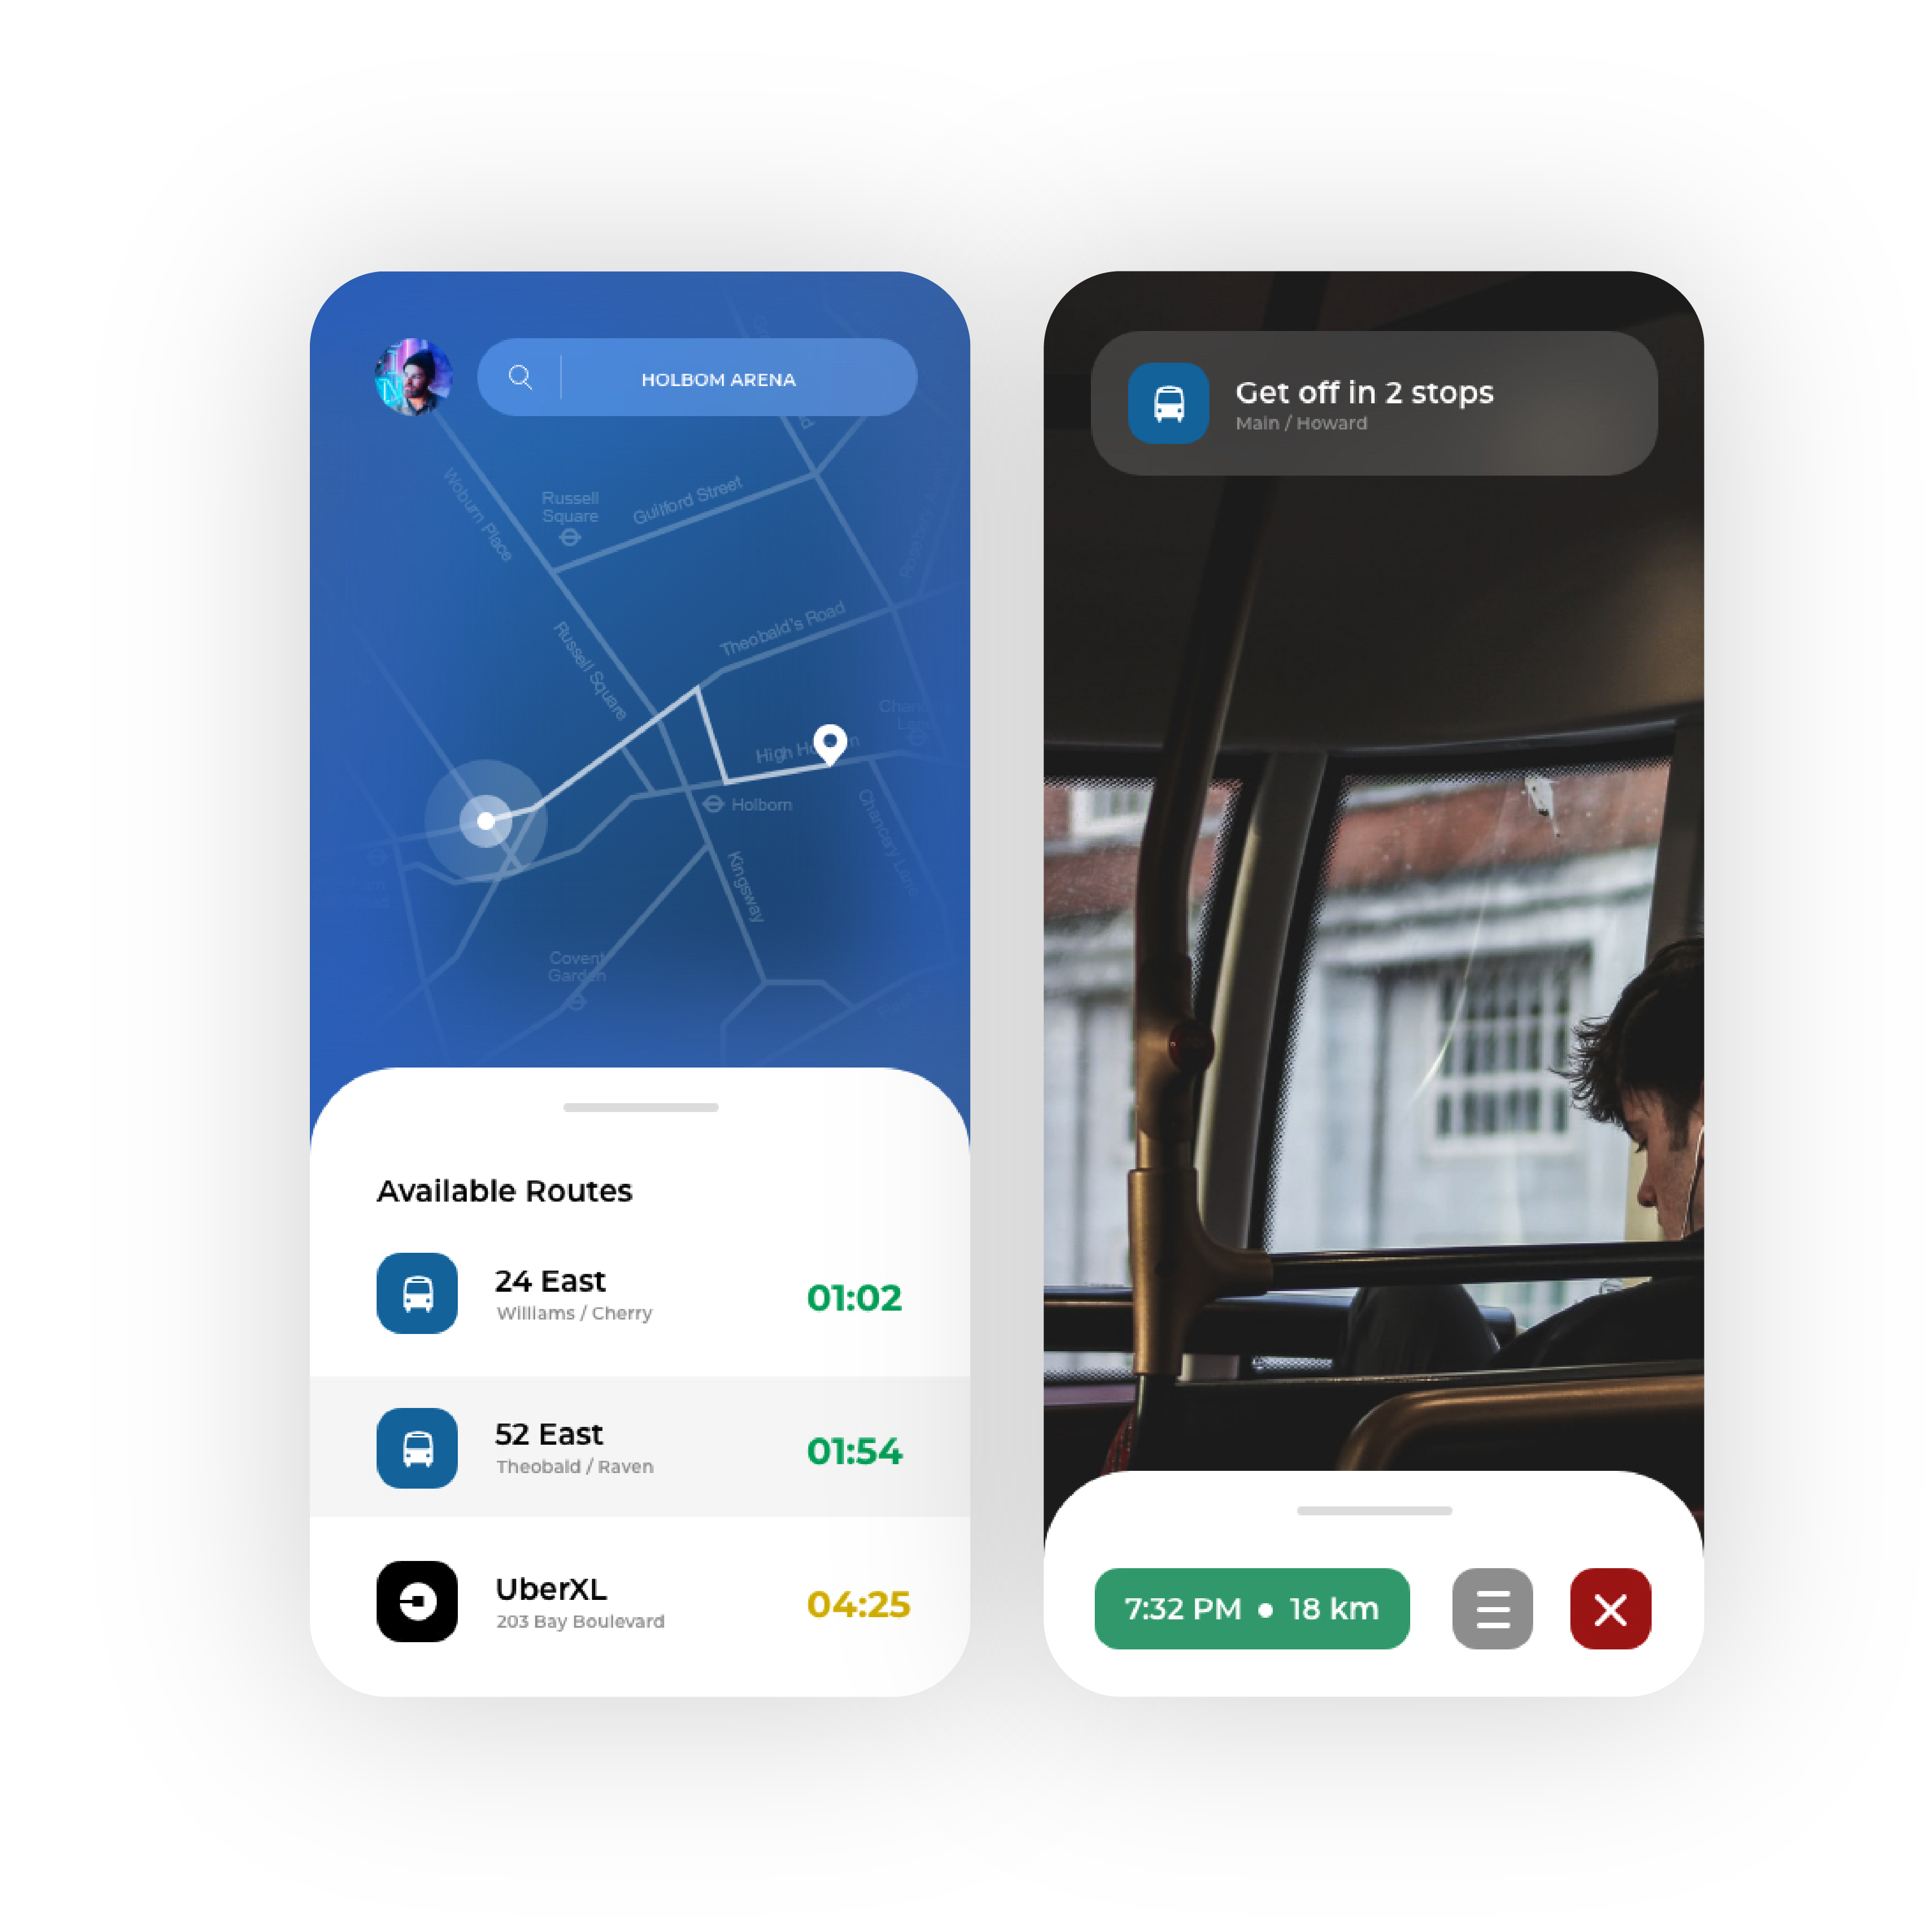 HOLBOM ARENA
Woburn Place
Russell
Square
Guilford Street
Russell Square
Theobald's Road
High
Holborn
Chancery Line
Kingsway
Covent
Garden
Available Routes
24 East
Williams / Cherry
01:02
52 East
Theobald / Raven
01:54
UberXL
203 Bay Boulevard
04:25
Get off in 2 stops
Main / Howard
7:32 PM ● 18 km